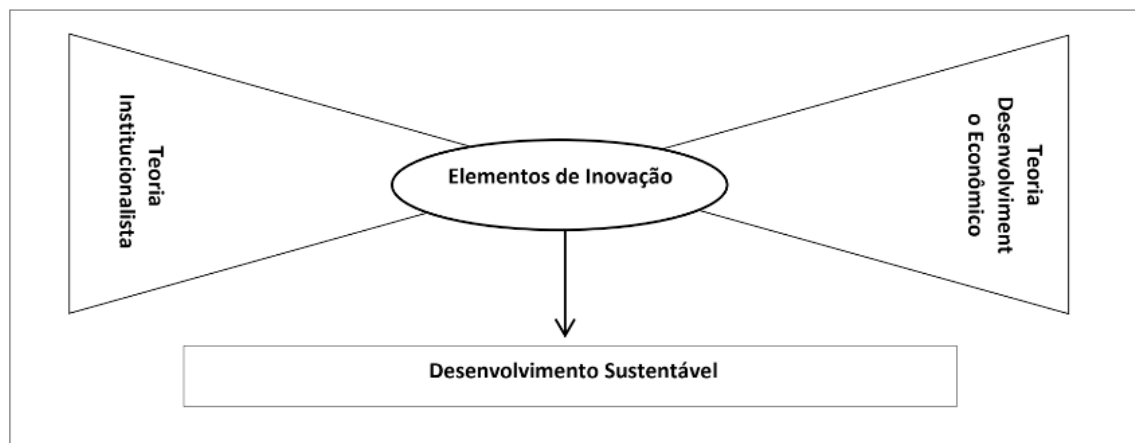 Teoria
Institucionalista
Elementos de Inovação
Teoria
Desenvolviment
o Econômico
Desenvolvimento Sustentável